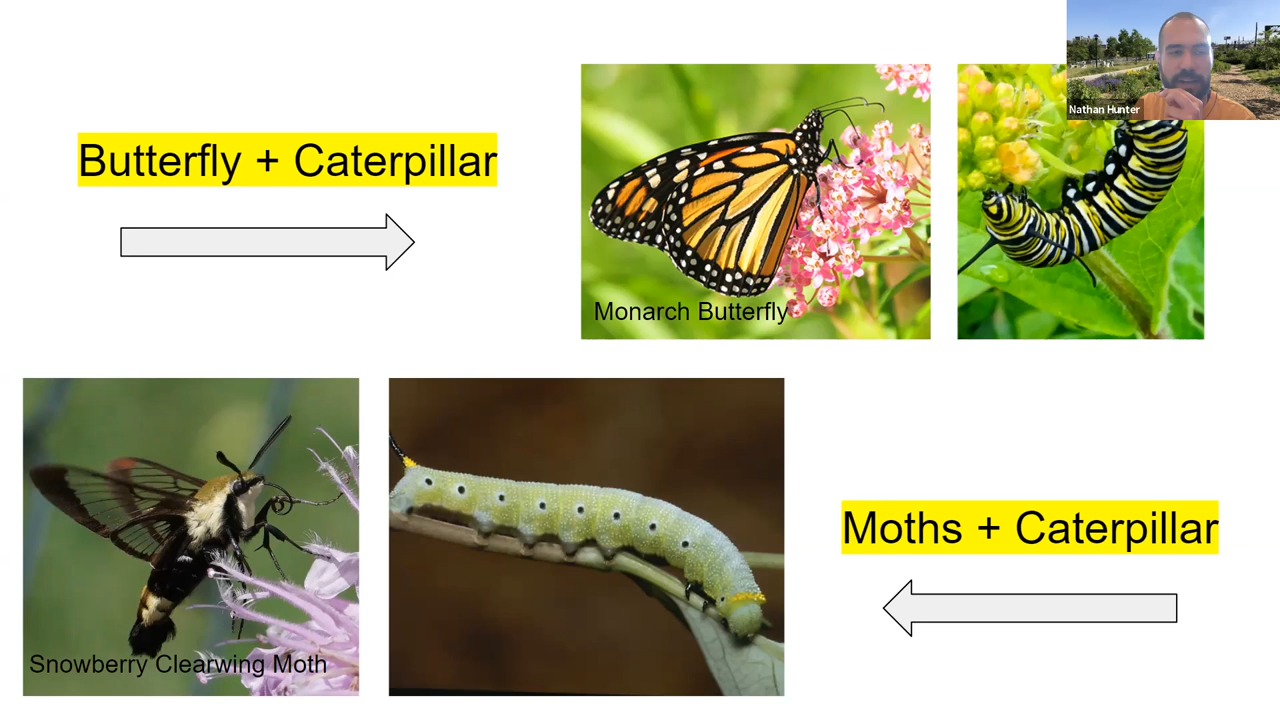 Nathan Hunter
Butterfly + Caterpillar
Monarch Butterfly
Snowberry Clearwing Moth
Moths + Caterpillar